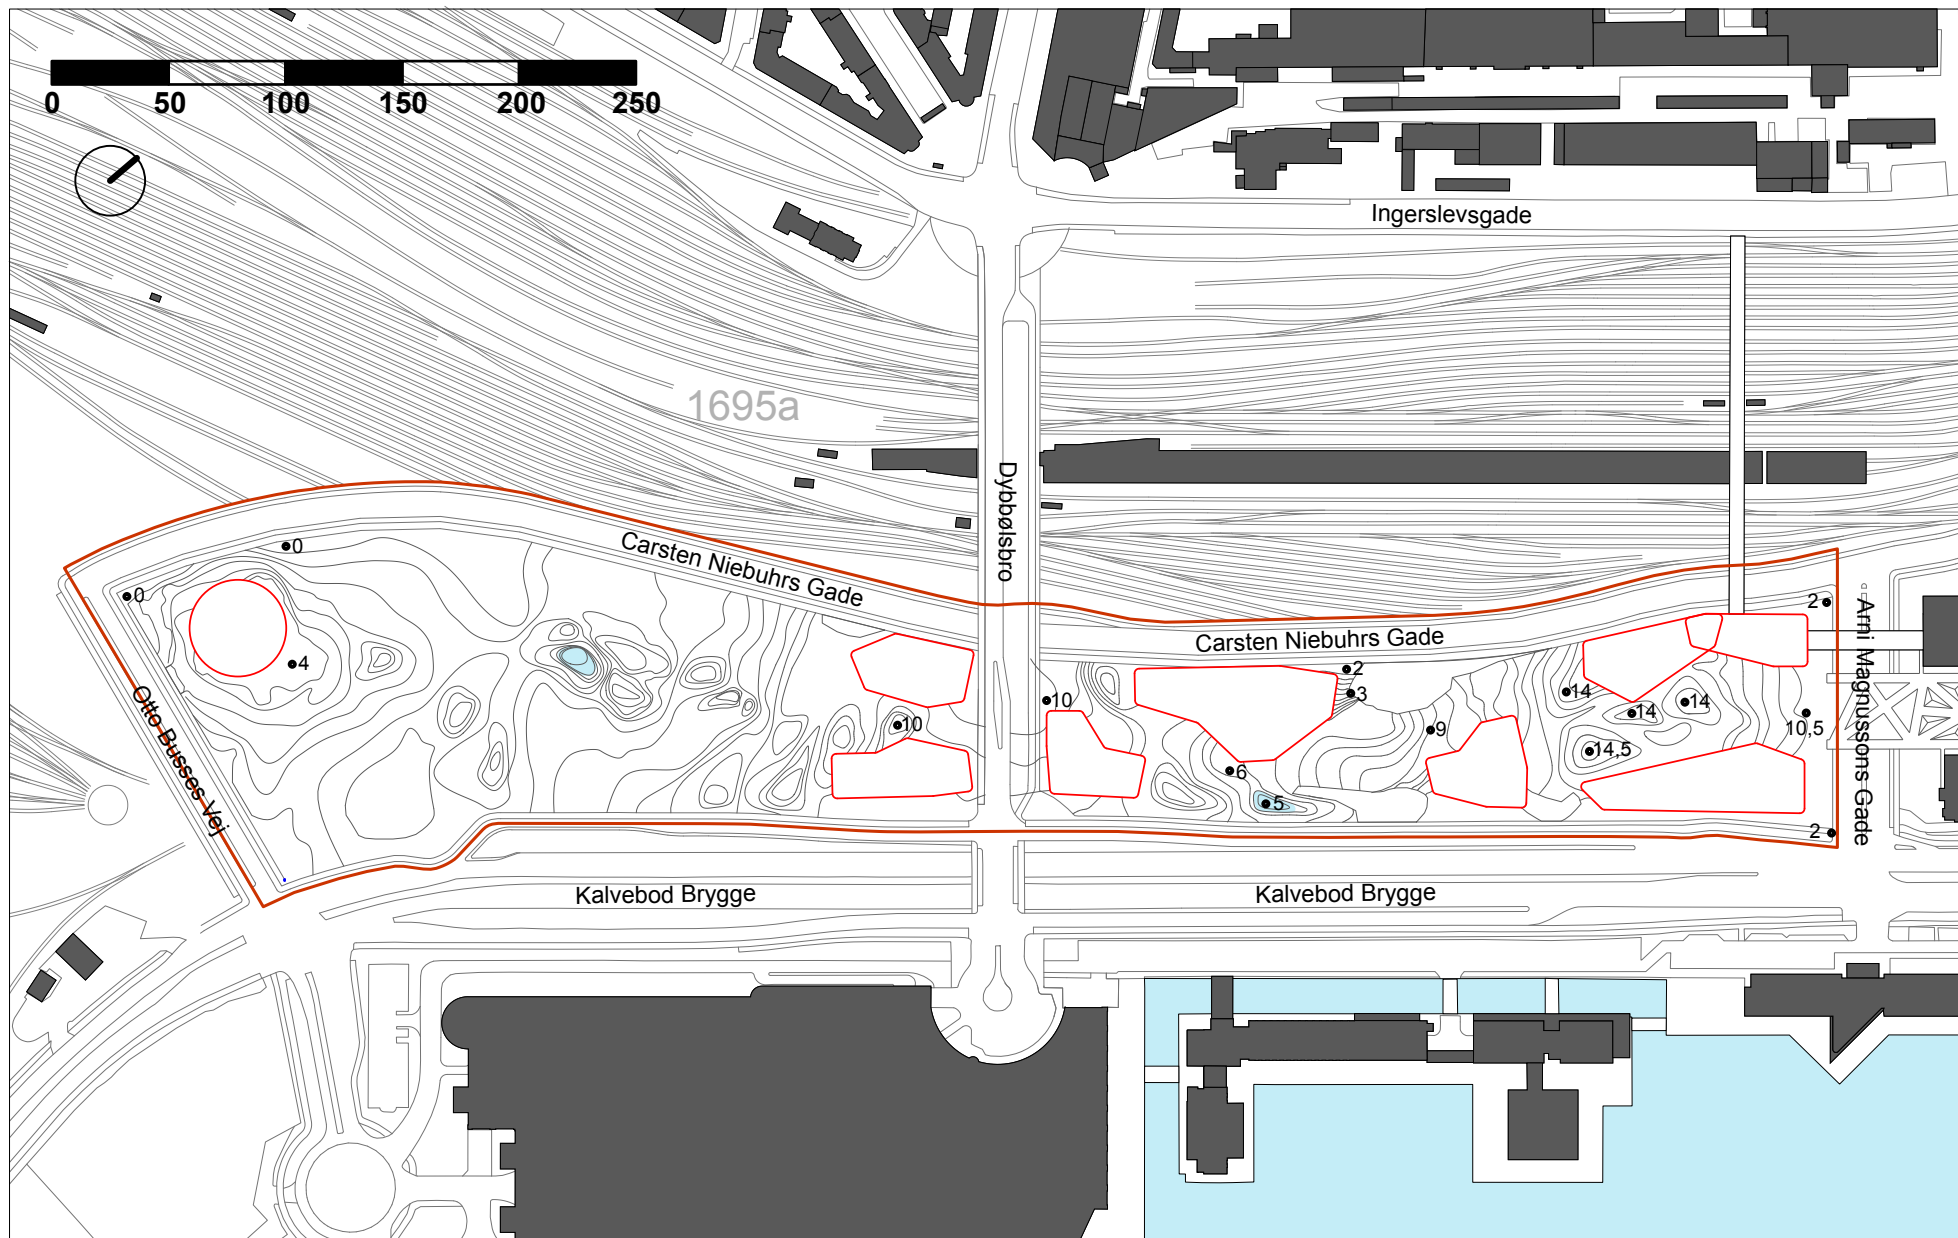 0 50 100 150 200 250
Ingerslevsgade
1695a
Dybbølsbro
Carsten Niebuhrs Gade
Carsten Niebuhrs Gade
Arni Magnussons Gade
Otto Busses Vej
0
0
4
10
10
2
3
9
6
5
14
14
14
14,5
10,5
2
2
Kalvebod Brygge
Kalvebod Brygge